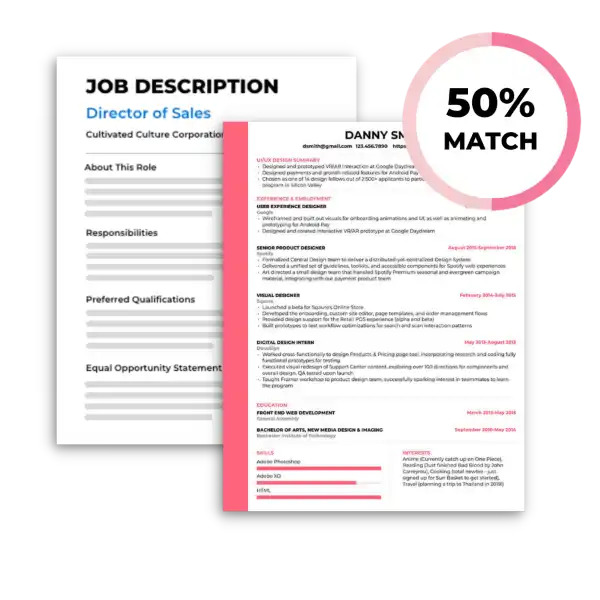 JOB DESCRIPTION
Director of Sales
Cultivated Culture Corporation
About This Role
Responsibilities
Preferred Qualifications
Equal Opportunity Statement
50%
MATCH
DANNY SM
dsmith@gmail.com 123.456.7890 https
UI/UX DESIGN SUMMARY
• Designed and prototyped VR/AR Interaction at Google Daydream
• Designed payments and growth related features for Android Pay
• Chosen as one of 14 design fellows out of 2,500+ applicants to
program in Silicon Valley
EXPERIENCE & EMPLOYMENT
USER EXPERIENCE DESIGNER
Google
• Wireframed and built out visuals for onboarding animations and UI, as well as animating and
prototyping for Android Pay
• Designed and created interactive VR/AR prototype at Google Daydream
SENIOR PRODUCT DESIGNER August 2015-September 2018
Spotify
• Formalized Central Design team to deliver a distributed yet centralized Design System
• Delivered a unified set of guidelines, toolkits, and accessible components for Spotify web experiences
• Art directed a small design team that handled Spotify Premium seasonal and evergreen campaign
material, integrating with our payment product team
VISUAL DESIGNER February 2014-July 2015
Square
• Launched a beta for Square's Online Store
• Developed the onboarding, custom site editor, page templates, and order management flows
• Provided design support for the Retail POS experience (alpha and beta)
• Built prototypes to test workflow optimizations for search and scan interaction patterns
DIGITAL DESIGN INTERN May 2013-August 2013
DocuSign
• Worked cross-functionally to design Products & Pricing page tool, incorporating research and coding fully
functional prototypes for testing
• Executed visual redesign of Support Center content, exploring over 100 directions for components and
overall design, QA tested upon launch
• Taught Framer workshop to product design team, successfully sparking interest in teammates to learn
the program
EDUCATION
FRONT END WEB DEVELOPMENT March 2015-May 2015
General Assembly
BACHELOR OF ARTS, NEW MEDIA DESIGN & IMAGING September 2009-May 2013
Rochester Institute of Technology
SKILLS
Adobe Photoshop
Adobe XD
HTML
INTERESTS
Anime (Currently catch up on One Piece),
Reading (Just finished Bad Blood by John
Carreyrou), Cooking (total newbie - just
signed up for Sun Basket to get started),
Travel (planning a trip to Thailand in 2019!)